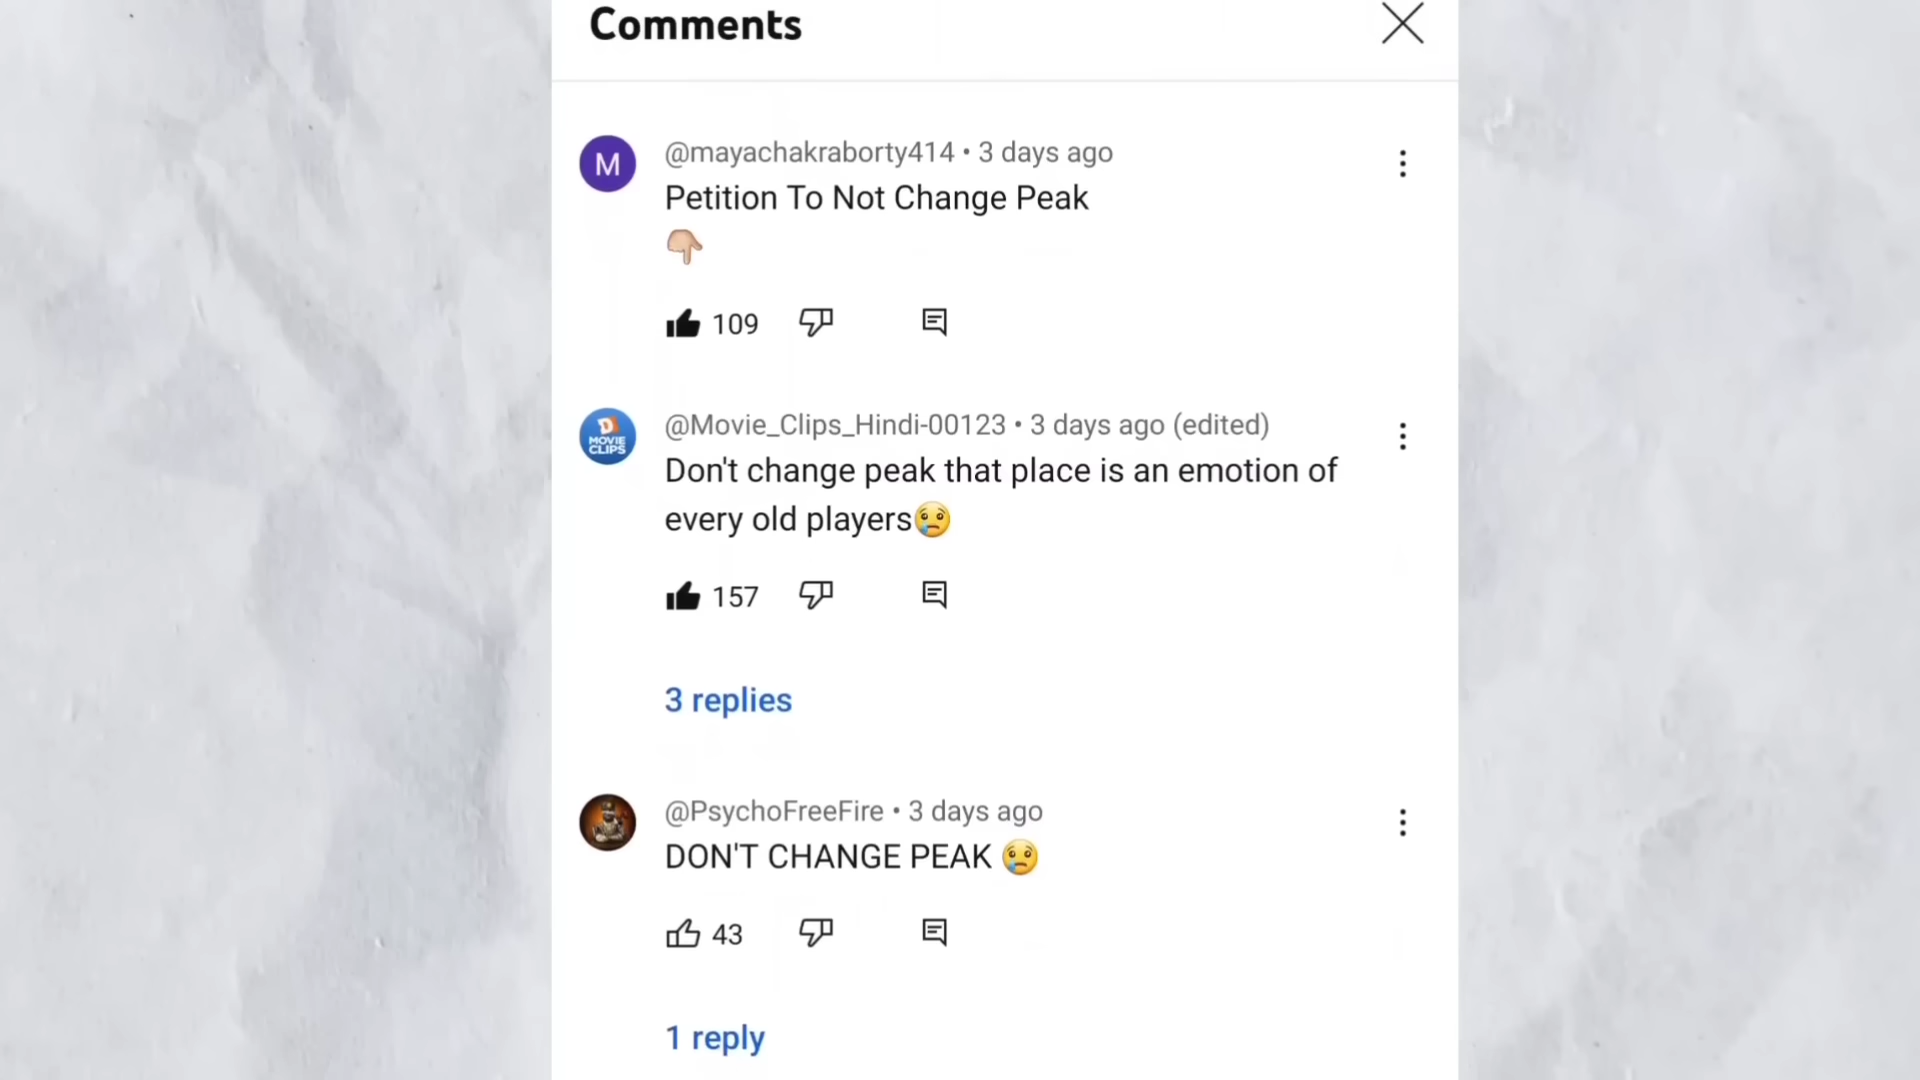 Comments
M
@mayachakraborty414 • 3 days ago
Petition To Not Change Peak
👇🏼
109
D
MOVIE
CLIPS
@Movie_Clips_Hindi-00123 • 3 days ago (edited)
Don't change peak that place is an emotion of
every old players😢
157
3 replies
@PsychoFreeFire • 3 days ago
DON'T CHANGE PEAK 😢
43
1 reply